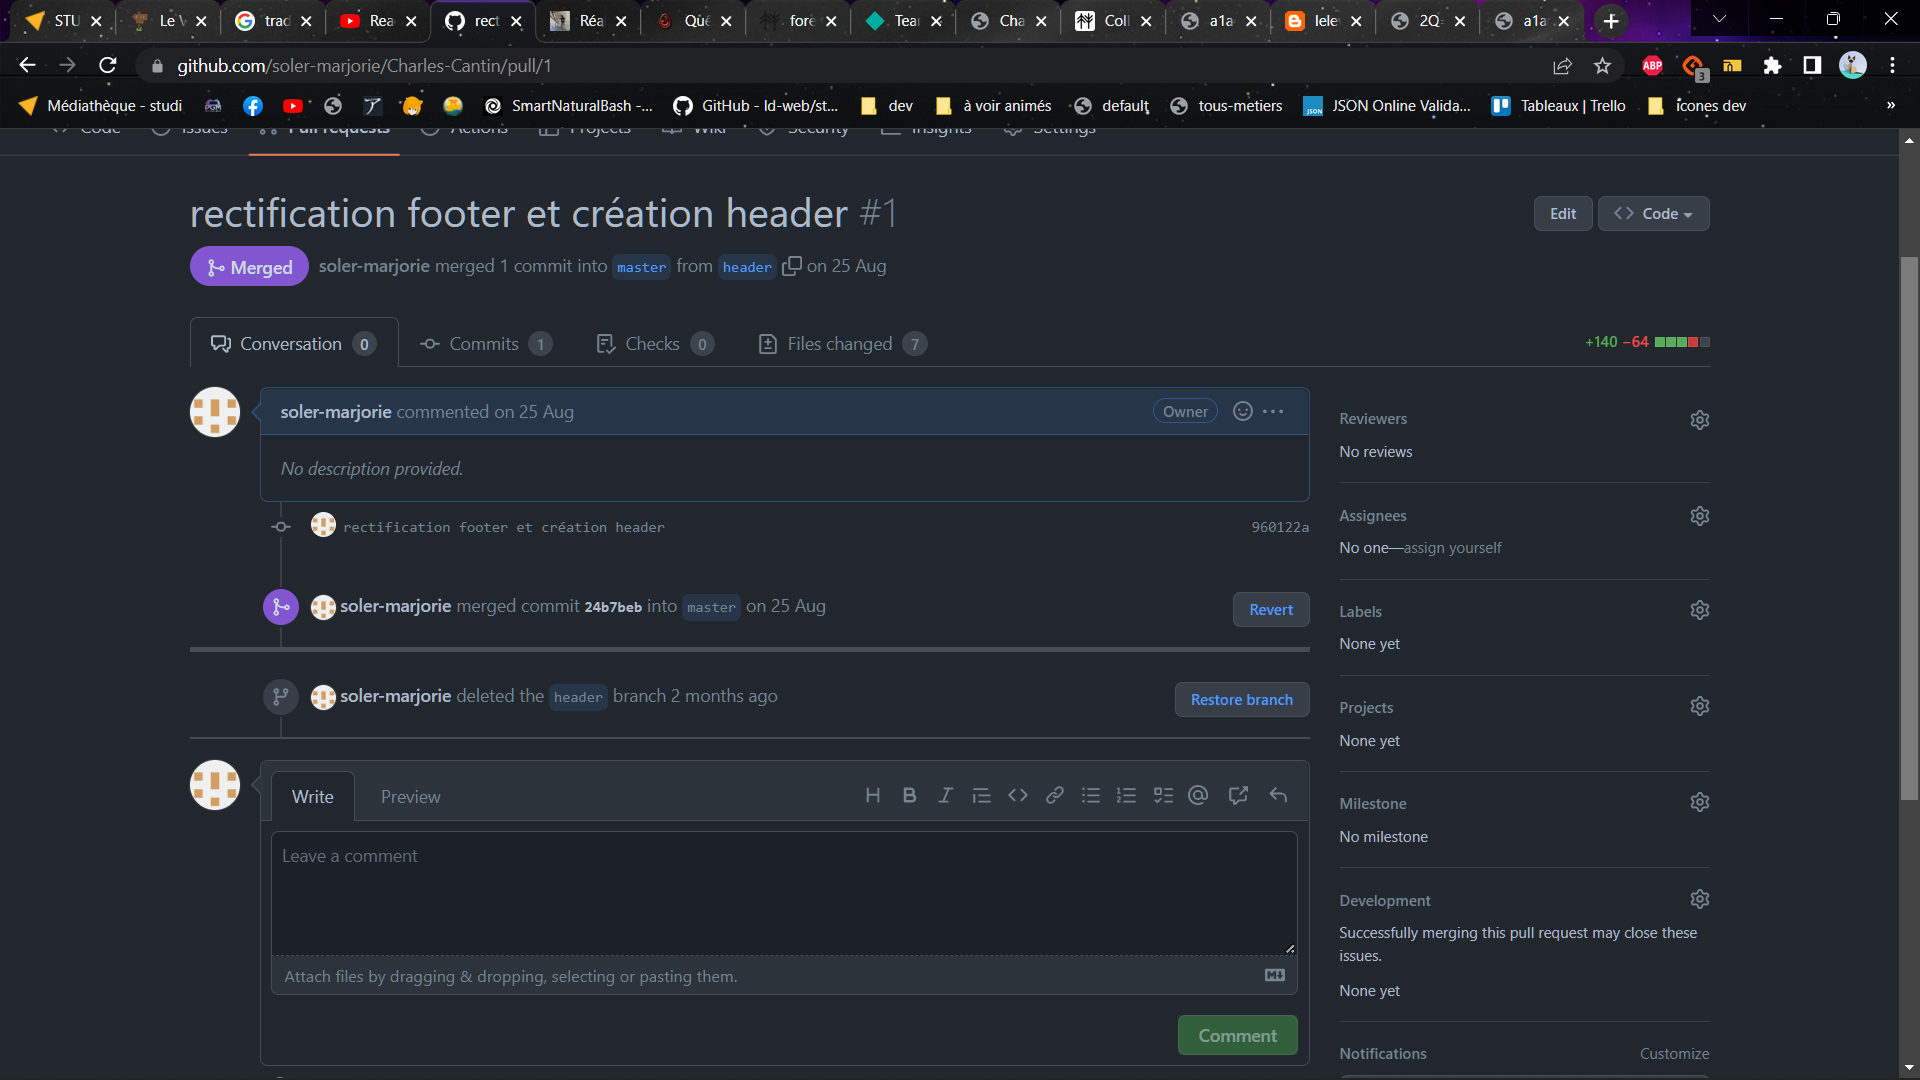 STU
Le V
trad
Rea
rect
Réa
Què
fore
Tear
Cha
Coll
a1a
lele
2Q
a1a
github.com/soler-marjorie/Charles-Cantin/pull/1
ABP
3
Médiathèque - studi
SmartNaturalBash -...
GitHub - Id-web/st...
dev
à voir animés
default
tous-metiers
JSON Online Valida...
Tableaux | Trello
icones dev
»
Code
Issues
Pull requests
Actions
Projects
Wiki
Security
Insights
Settings
rectification footer et création header #1
Edit
Code
Merged
soler-marjorie merged 1 commit into master from header on 25 Aug
Conversation 0
Commits 1
Checks 0
Files changed 7
+140 −64
soler-marjorie commented on 25 Aug
Owner
No description provided.
rectification footer et création header
960122a
soler-marjorie merged commit 24b7beb into master on 25 Aug
Revert
soler-marjorie deleted the header branch 2 months ago
Restore branch
Write
Preview
Leave a comment
Attach files by dragging & dropping, selecting or pasting them.
Comment
Reviewers
No reviews
Assignees
No one—assign yourself
Labels
None yet
Projects
None yet
Milestone
No milestone
Development
Successfully merging this pull request may close these
issues.
None yet
Notifications
Customize